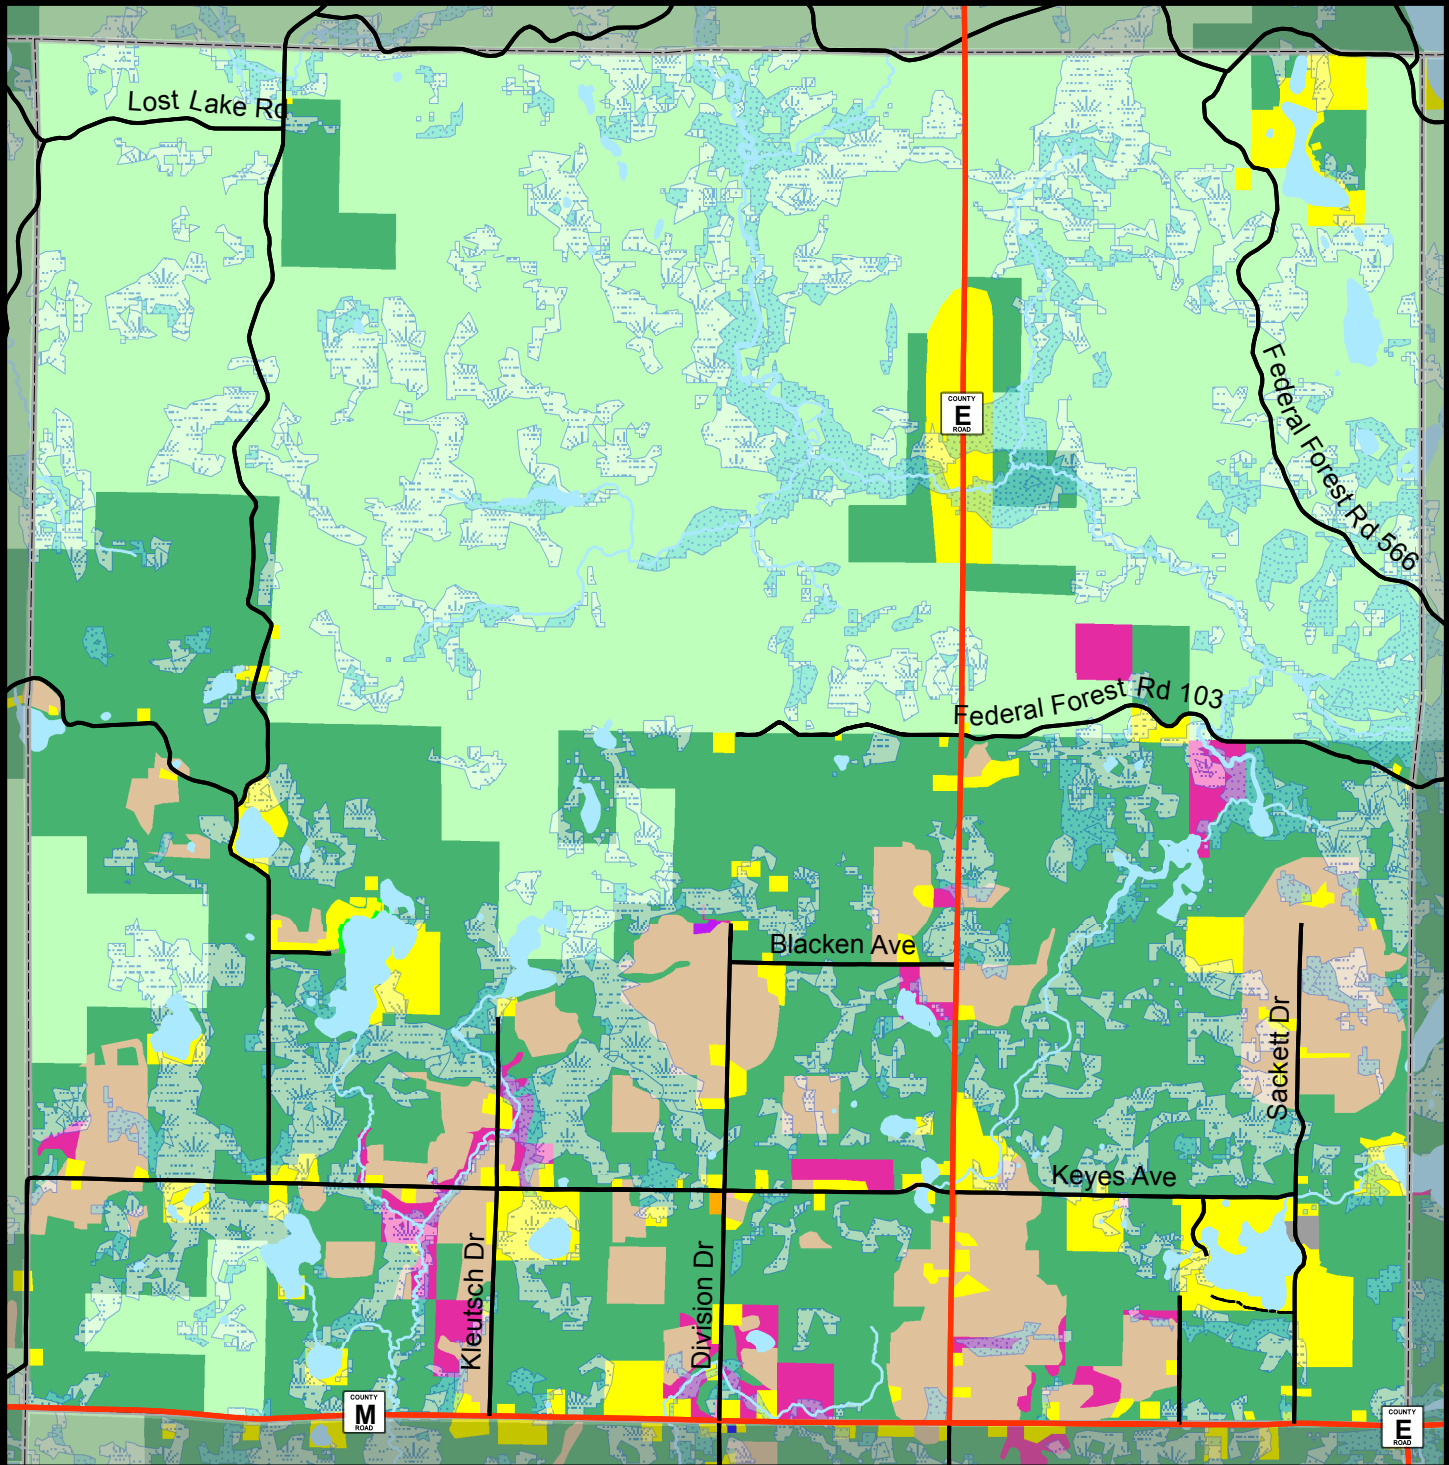 Lost Lake Rd
Federal Forest Rd 566
COUNTY
E
ROAD
Federal Forest Rd 103
Blacken Ave
Sackett Dr
Keyes Ave
Kleutsch Dr
Division Dr
COUNTY
M
ROAD
COUNTY
E
ROAD